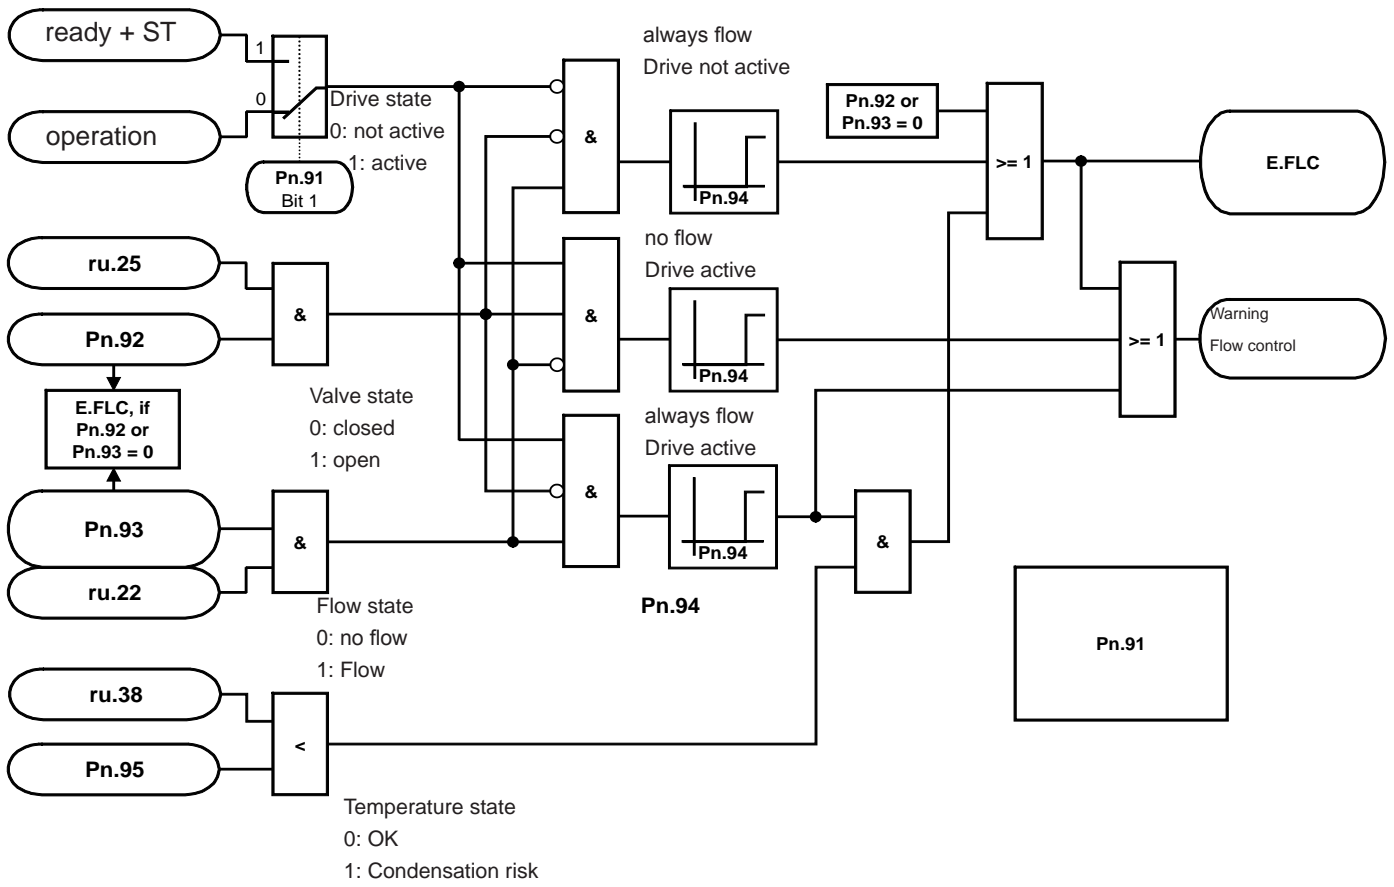 ready + ST
operation
1
0
Drive state
0: not active
1: active
Pn.91
Bit 1
always flow
Drive not active
&
Pn.94
Pn.92 or
Pn.93 = 0
>= 1
E.FLC
ru.25
Pn.92
&
no flow
Drive active
&
Pn.94
>= 1
Warning
Flow control
E.FLC, if
Pn.92 or
Pn.93 = 0
Valve state
0: closed
1: open
always flow
Drive active
&
Pn.94
&
Pn.93
ru.22
&
Flow state
0: no flow
1: Flow
Pn.94
Pn.91
ru.38
Pn.95
<
Temperature state
0: OK
1: Condensation risk